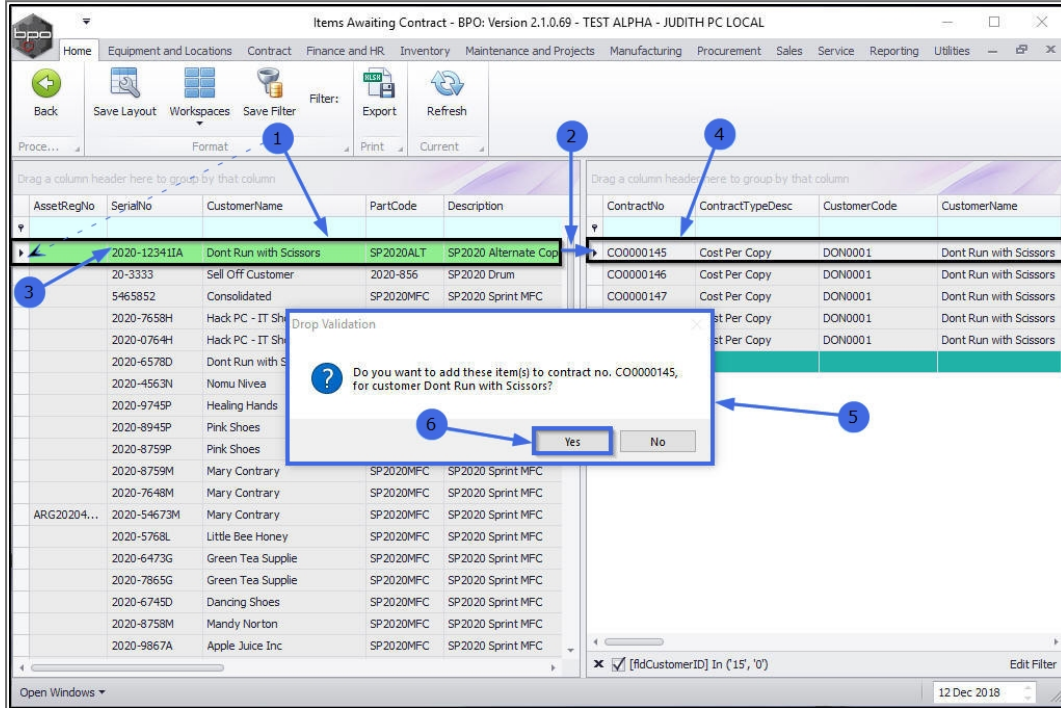 bpo
Items Awaiting Contract - BPO: Version 2.1.0.69 - TEST ALPHA - JUDITH PC LOCAL
Home Equipment and Locations Contract Finance and HR Inventory Maintenance and Projects Manufacturing Procurement Sales Service Reporting Utilities
Back Save Layout Workspaces Save Filter Filter: Export Refresh
XLSX
Proce... Format Print Current
1
2
4
Drag a column header here to group by that column
Drag a column header here to group by that column
AssetRegNo SerialNo CustomerName PartCode Description
ContractNo ContractTypeDesc CustomerCode CustomerName
2020-12341IA Dont Run with Scissors SP2020ALT SP2020 Alternate Cop
CO0000145 Cost Per Copy DON0001 Dont Run with Scissors
3
20-3333 Sell Off Customer 2020-856 SP2020 Drum
CO0000146 Cost Per Copy DON0001 Dont Run with Scissors
5465852 Consolidated SP2020MFC SP2020 Sprint MFC
CO0000147 Cost Per Copy DON0001 Dont Run with Scissors
2020-7658H Hack PC - IT Sh
st Per Copy DON0001 Dont Run with Scissors
2020-0764H Hack PC - IT Sh
st Per Copy DON0001 Dont Run with Scissors
2020-6578D Dont Run with S
2020-4563N Nomu Nivea
2020-9745P Healing Hands
2020-8945P Pink Shoes
2020-8759P Pink Shoes
Drop Validation
Do you want to add these item(s) to contract no. CO0000145,
for customer Dont Run with Scissors?
5
6
Yes No
2020-8759M Mary Contrary SP2020MFC SP2020 Sprint MFC
2020-7648M Mary Contrary SP2020MFC SP2020 Sprint MFC
ARG20204... 2020-54673M Mary Contrary SP2020MFC SP2020 Sprint MFC
2020-5768L Little Bee Honey SP2020MFC SP2020 Sprint MFC
2020-6473G Green Tea Supplie SP2020MFC SP2020 Sprint MFC
2020-7865G Green Tea Supplie SP2020MFC SP2020 Sprint MFC
2020-6745D Dancing Shoes SP2020MFC SP2020 Sprint MFC
2020-8758M Mandy Norton SP2020MFC SP2020 Sprint MFC
2020-9867A Apple Juice Inc SP2020MFC SP2020 Sprint MFC
[fldCustomerID] In ('15', '0') Edit Filter
Open Windows 12 Dec 2018